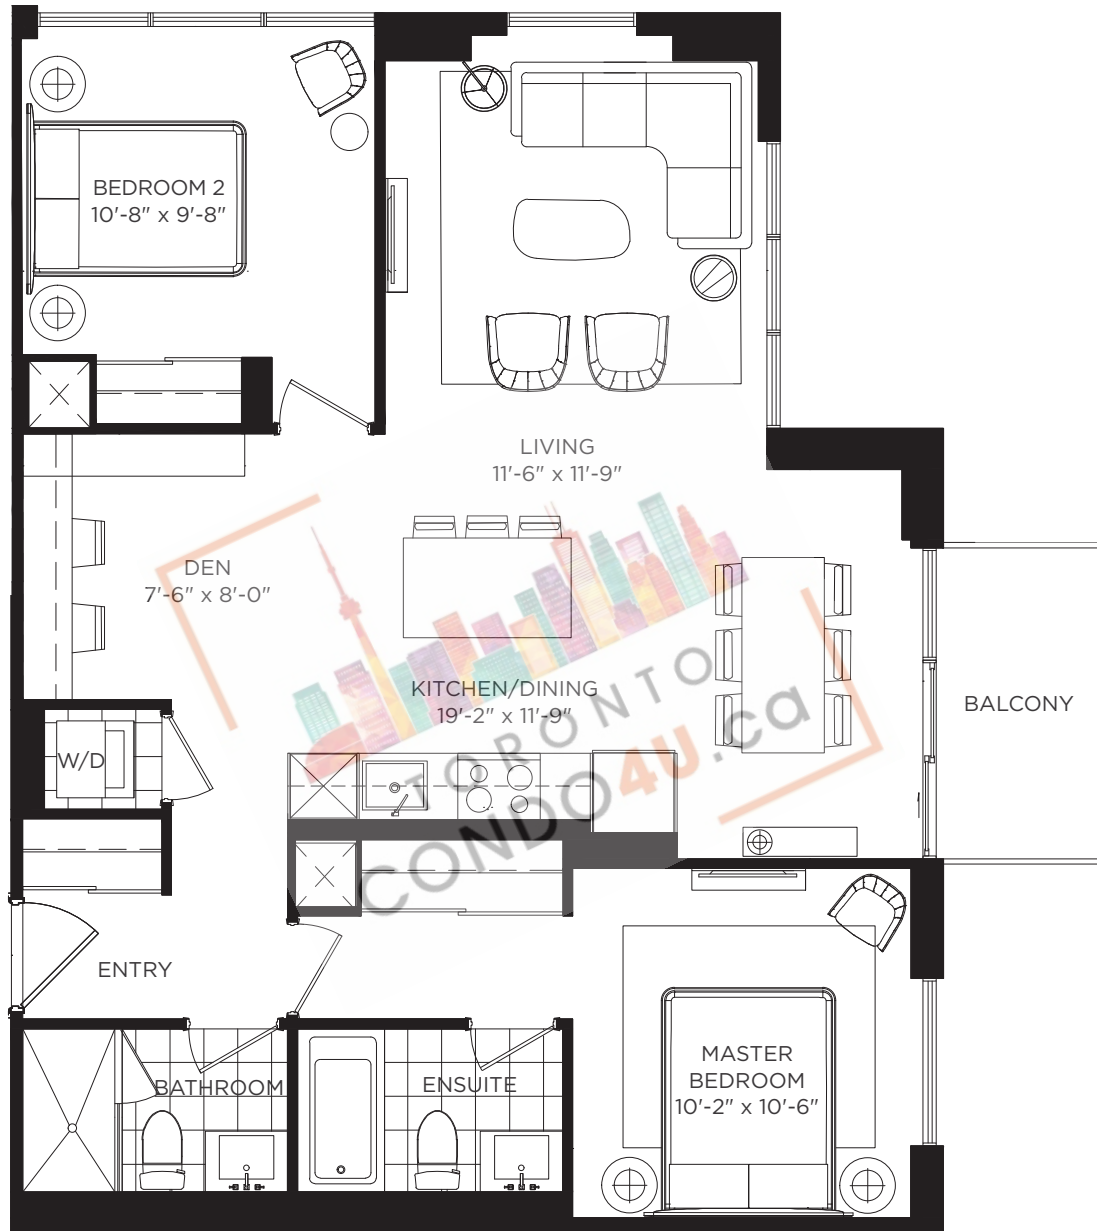 BEDROOM 2
10'-8" x 9'-8"
LIVING
11'-6" x 11'-9"
DEN
7'-6" x 8'-0"
KITCHEN/DINING
19'-2" x 11'-9"
BALCONY
W/D
TORONTO
CONDO4U.ca
ENTRY
MASTER
BEDROOM
10'-2" x 10'-6"
BATHROOM
ENSUITE